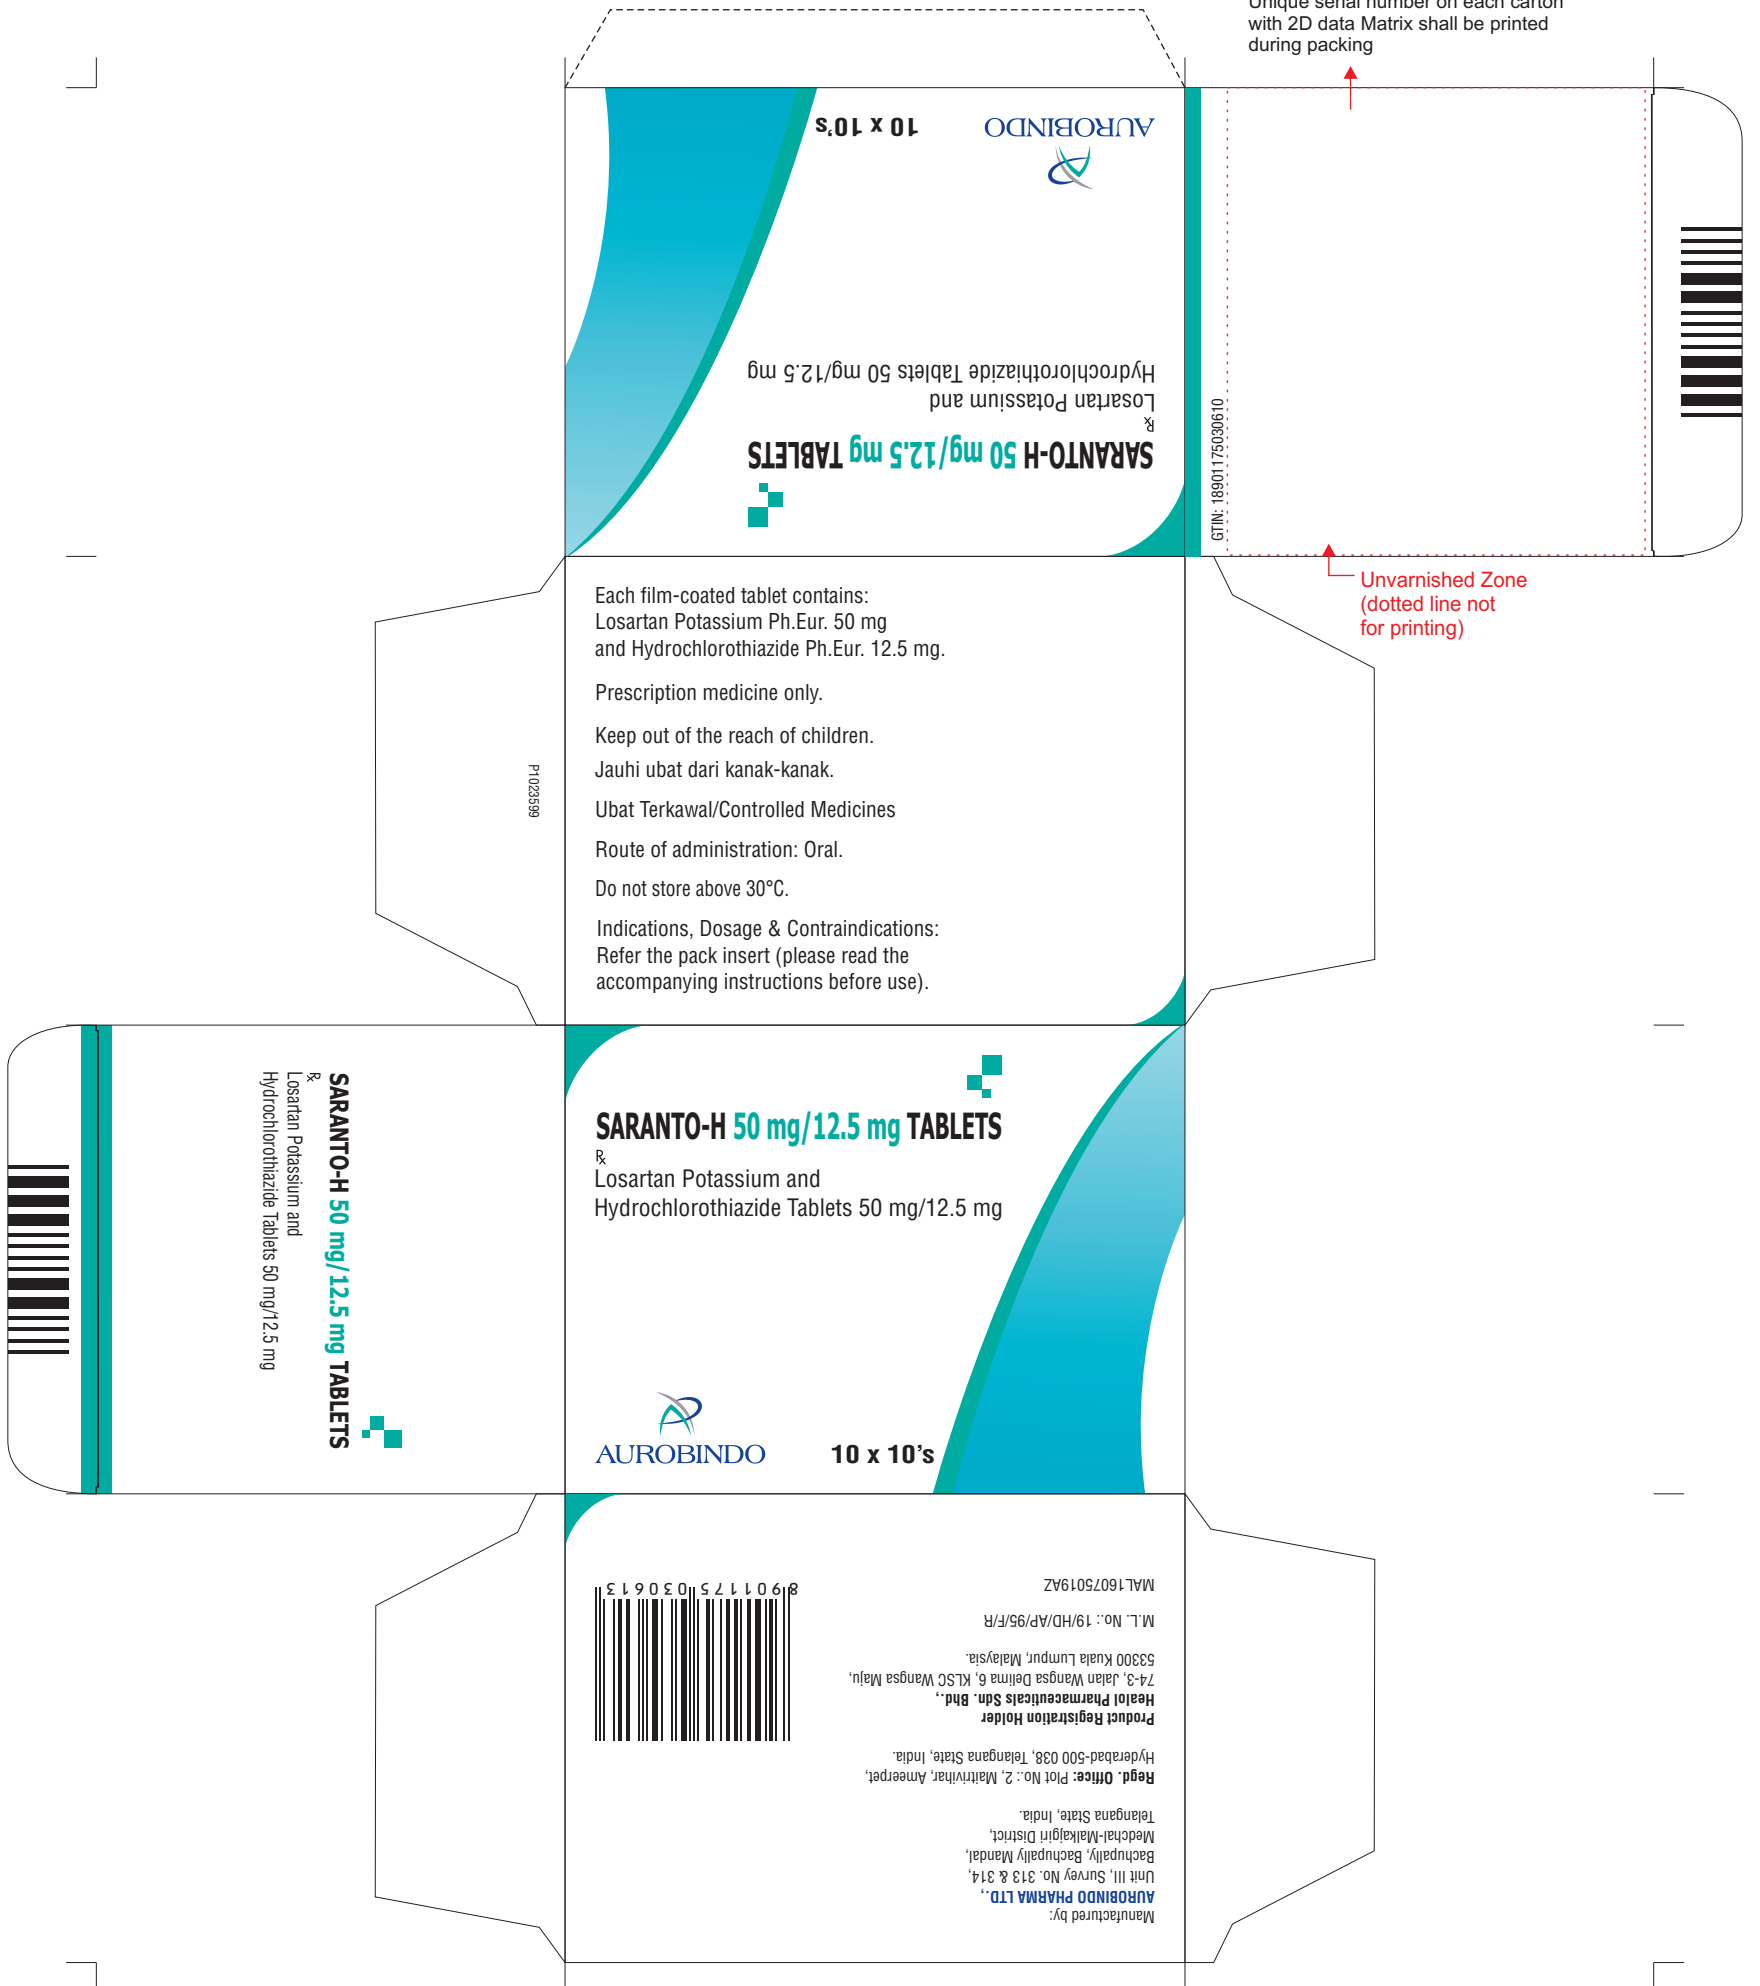 Unique serial number on each carton
with 2D data Matrix shall be printed
during packing
AUROBINDO
10 x 10's
SARANTO-H 50 mg/12.5 mg TABLETS
Rx
Losartan Potassium and
Hydrochlorothiazide Tablets 50 mg/12.5 mg
GTIN: 18901175030610
Unvarnished Zone
(dotted line not
for printing)
Each film-coated tablet contains:
Losartan Potassium Ph.Eur. 50 mg
and Hydrochlorothiazide Ph.Eur. 12.5 mg.
Prescription medicine only.
Keep out of the reach of children.
Jauhi ubat dari kanak-kanak.
Ubat Terkawal/Controlled Medicines
Route of administration: Oral.
Do not store above 30°C.
Indications, Dosage & Contraindications:
Refer the pack insert (please read the
accompanying instructions before use).
P1023599
SARANTO-H 50 mg/12.5 mg TABLETS
Rx
Losartan Potassium and
Hydrochlorothiazide Tablets 50 mg/12.5 mg
SARANTO-H 50 mg/12.5 mg TABLETS
Rx
Losartan Potassium and
Hydrochlorothiazide Tablets 50 mg/12.5 mg
AUROBINDO
10 x 10's
Manufactured by:
AUROBINDO PHARMA LTD.,
Unit III, Survey No. 313 & 314,
Bachupally, Bachupally Mandal,
Medchal-Malkajgiri District,
Telangana State, India.
Regd. Office: Plot No.: 2, Maitrivihar, Ameerpet,
Hyderabad-500 038, Telangana State, India.
Product Registration Holder
Healol Pharmaceuticals Sdn. Bhd.,
74-3, Jalan Wangsa Delima 6, KLSC Wangsa Maju,
53300 Kuala Lumpur, Malaysia.
M.L. No.: 19/HD/AP/95/F/R
MAL16075019AZ
8901175030613